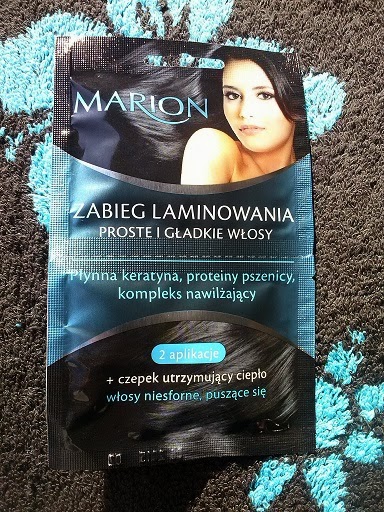 MARION
ZABIEG LAMINOWANIA
PROSTE I GŁADKIE WŁOSY
Płynna keratyna, proteiny pszenicy,
kompleks nawilżający
2 aplikacje
+ czepek utrzymujący ciepło
włosy niesforne, puszące się